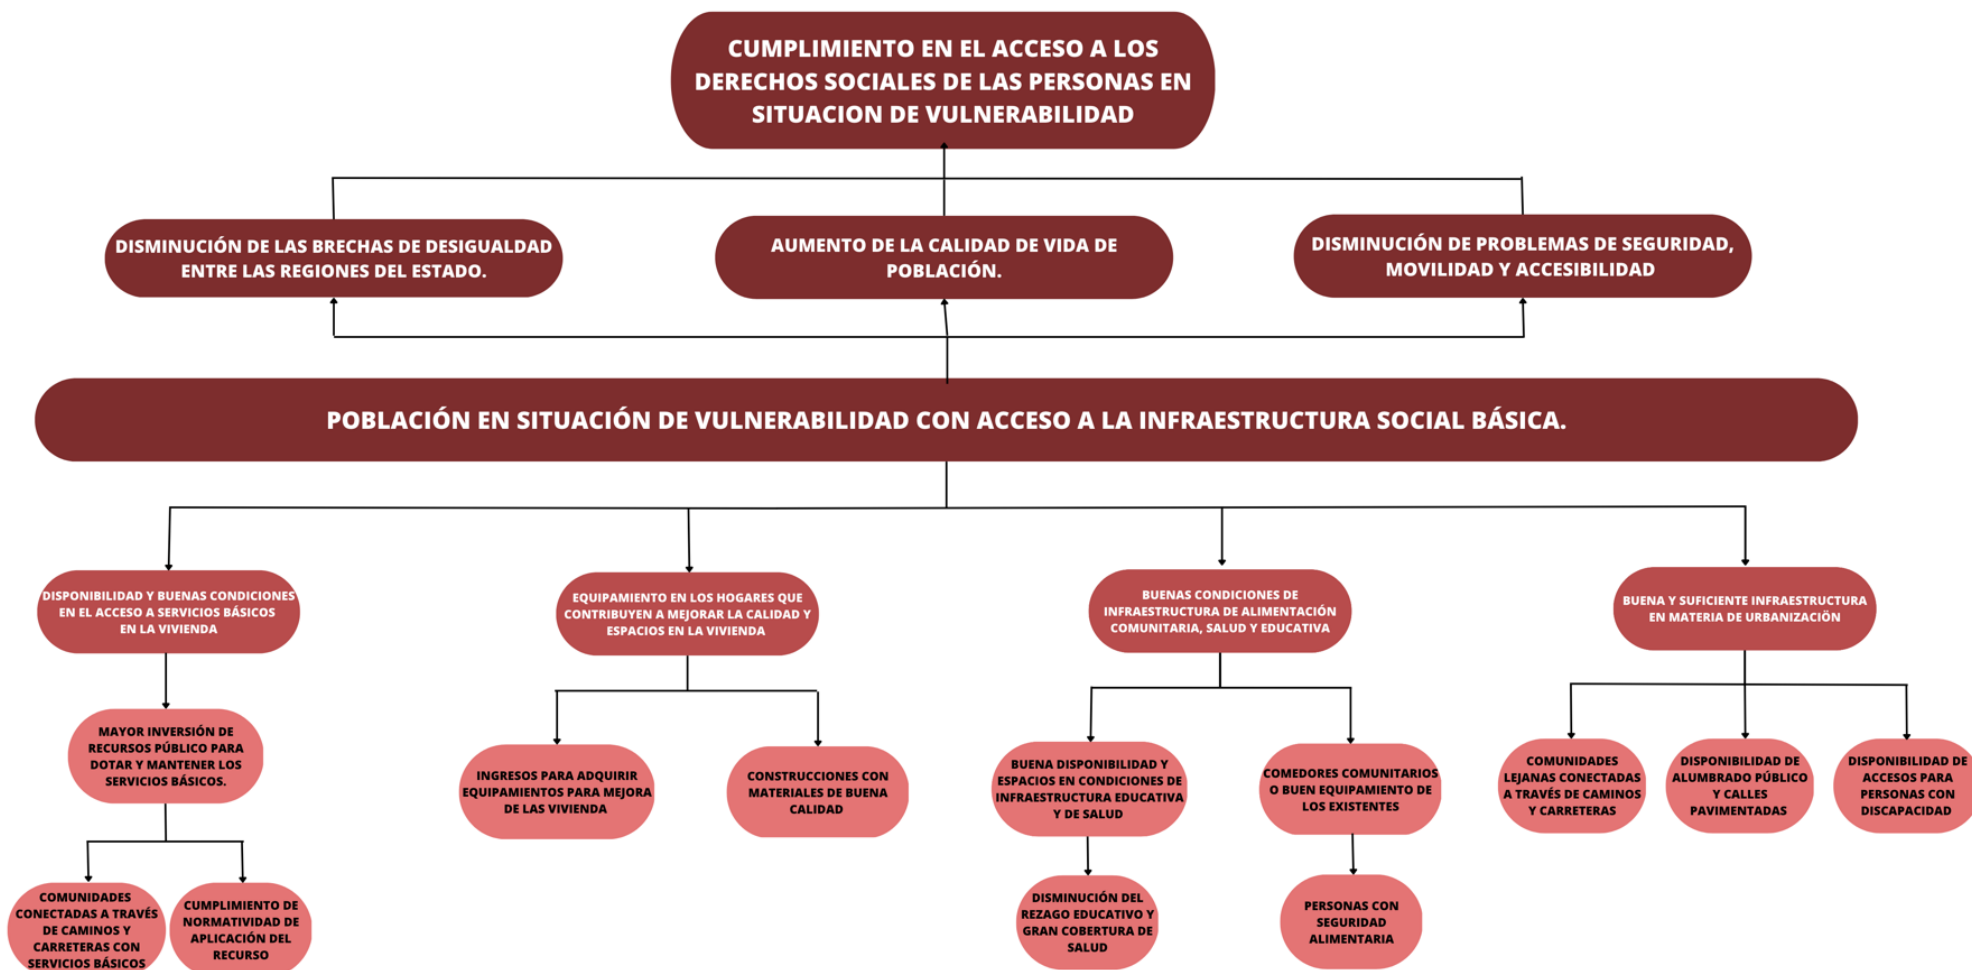 CUMPLIMIENTO EN EL ACCESO A LOS
DERECHOS SOCIALES DE LAS PERSONAS EN
SITUACION DE VULNERABILIDAD
DISMINUCIÓN DE LAS BRECHAS DE DESIGUALDAD
ENTRE LAS REGIONES DEL ESTADO.
AUMENTO DE LA CALIDAD DE VIDA DE
POBLACIÓN.
DISMINUCIÓN DE PROBLEMAS DE SEGURIDAD,
MOVILIDAD Y ACCESIBILIDAD
POBLACIÓN EN SITUACIÓN DE VULNERABILIDAD CON ACCESO A LA INFRAESTRUCTURA SOCIAL BÁSICA.
DISPONIBILIDAD Y BUENAS CONDICIONES
EN EL ACCESO A SERVICIOS BÁSICOS
EN LA VIVIENDA
EQUIPAMIENTO EN LOS HOGARES QUE
CONTRIBUYEN A MEJORAR LA CALIDAD Y
ESPACIOS EN LA VIVIENDA
BUENAS CONDICIONES DE
INFRAESTRUCTURA DE ALIMENTACIÓN
COMUNITARIA, SALUD Y EDUCATIVA
BUENA Y SUFICIENTE INFRAESTRUCTURA
EN MATERIA DE URBANIZACIÖN
MAYOR INVERSIÓN DE
RECURSOS PÚBLICO PARA
DOTAR Y MANTENER LOS
SERVICIOS BÁSICOS.
INGRESOS PARA ADQUIRIR
EQUIPAMIENTOS PARA MEJORA
DE LAS VIVIENDA
CONSTRUCCIONES CON
MATERIALES DE BUENA
CALIDAD
BUENA DISPONIBILIDAD Y
ESPACIOS EN CONDICIONES DE
INFRAESTRUCTURA EDUCATIVA
Y DE SALUD
COMEDORES COMUNITARIOS
O BUEN EQUIPAMIENTO DE
LOS EXISTENTES
COMUNIDADES
LEJANAS CONECTADAS
A TRAVÉS DE CAMINOS
Y CARRETERAS
DISPONIBILIDAD DE
ALUMBRADO PÚBLICO
Y CALLES
PAVIMENTADAS
DISPONIBILIDAD DE
ACCESOS PARA
PERSONAS CON
DISCAPACIDAD
COMUNIDADES
CONECTADAS A TRAVÉS
DE CAMINOS Y
CARRETERAS CON
SERVICIOS BÁSICOS
CUMPLIMIENTO DE
NORMATIVIDAD DE
APLICACIÓN DEL
RECURSO
DISMINUCIÓN DEL
REZAGO EDUCATIVO Y
GRAN COBERTURA DE
SALUD
PERSONAS CON
SEGURIDAD
ALIMENTARIA